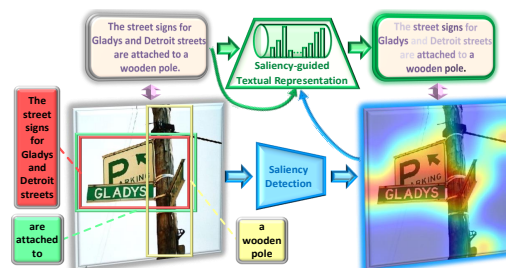 The street signs for
Gladys and Detroit streets
are attached to a
wooden pole.
Saliency-guided
Textual Representation
The street signs for
Gladys and Detroit streets
are attached to a
wooden pole.
The
street
signs
for
Gladys
and
Detroit
streets
P
ARKING
GLADYS
Saliency
Detection
P
ARKING
GLADYS
are
attached
to
a
wooden
pole